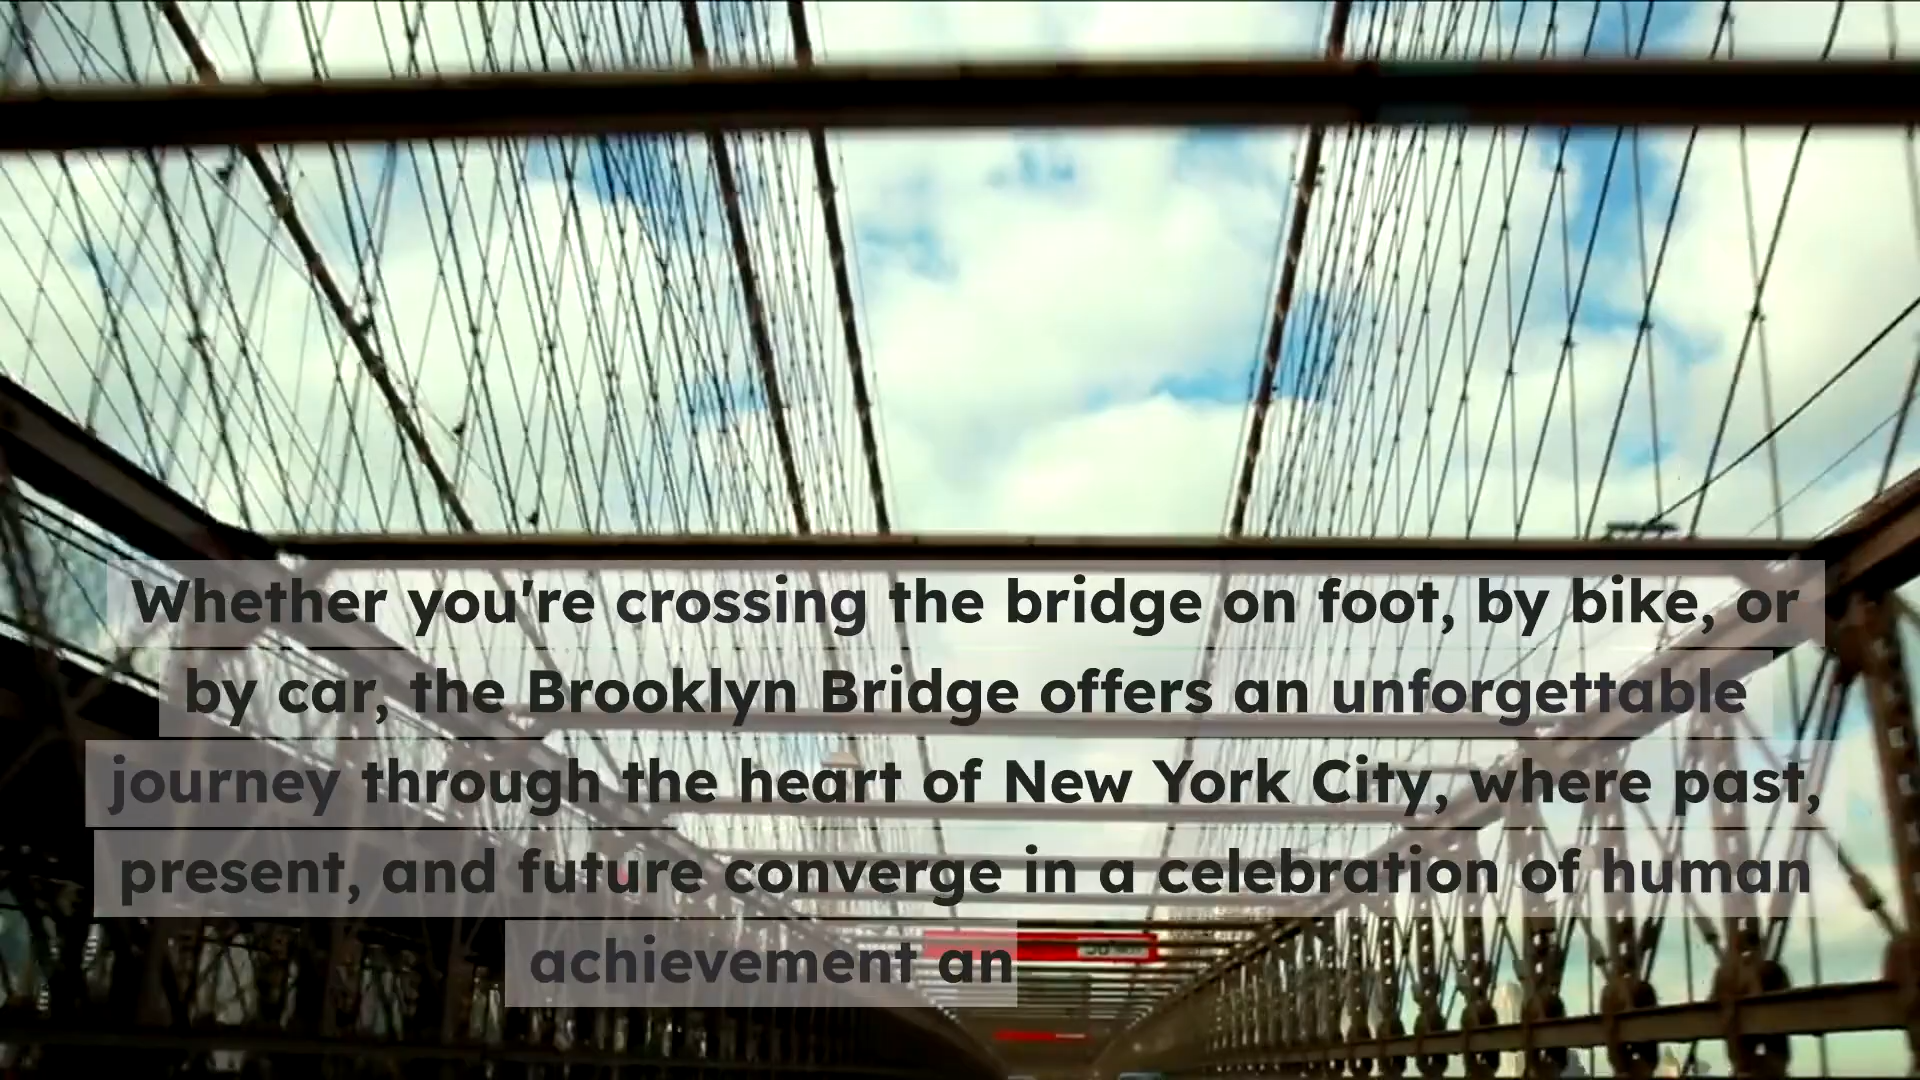 Whether you're crossing the bridge on foot, by bike, or
by car, the Brooklyn Bridge offers an unforgettable
journey through the heart of New York City, where past,
present, and future converge in a celebration of human
achievement an